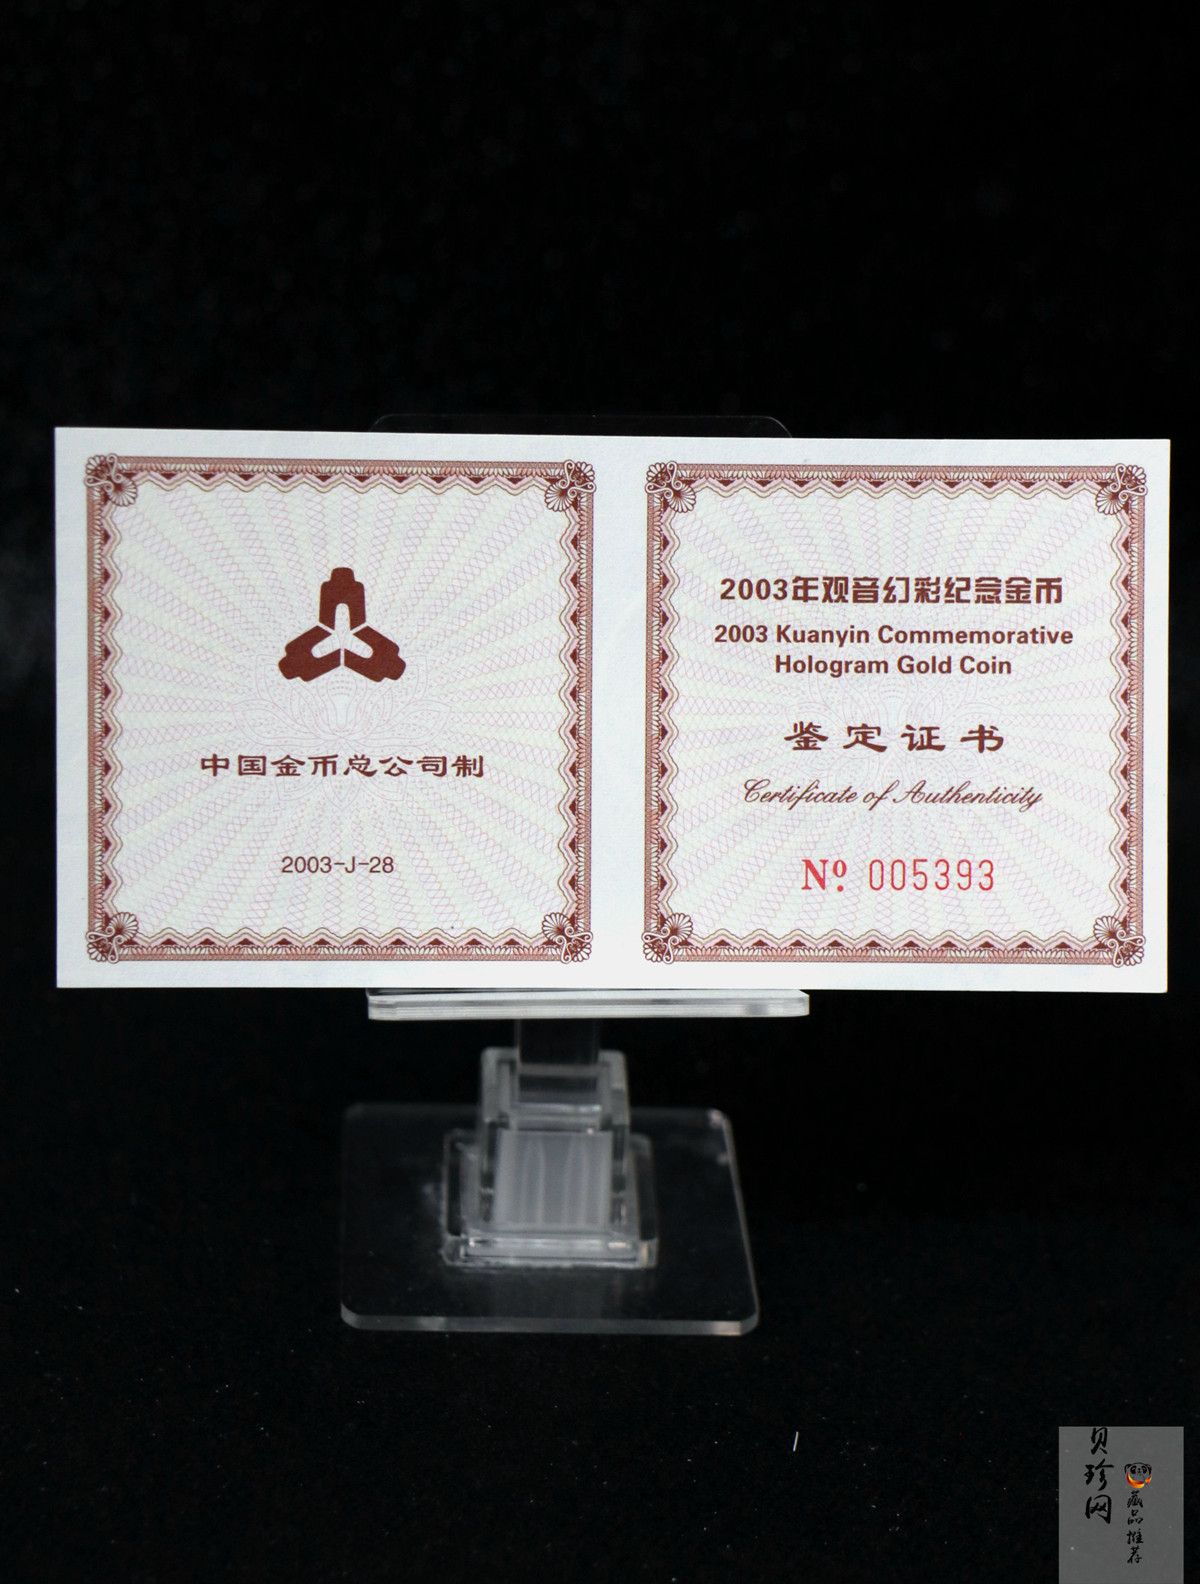 中国金币总公司制
2003-J-28
2003年观音幻彩纪念金币
2003 Kuanyin Commemorative
Hologram Gold Coin
鉴定证书
Certificate of Authenticity
Nº 005393
贝珍网
藏品推荐